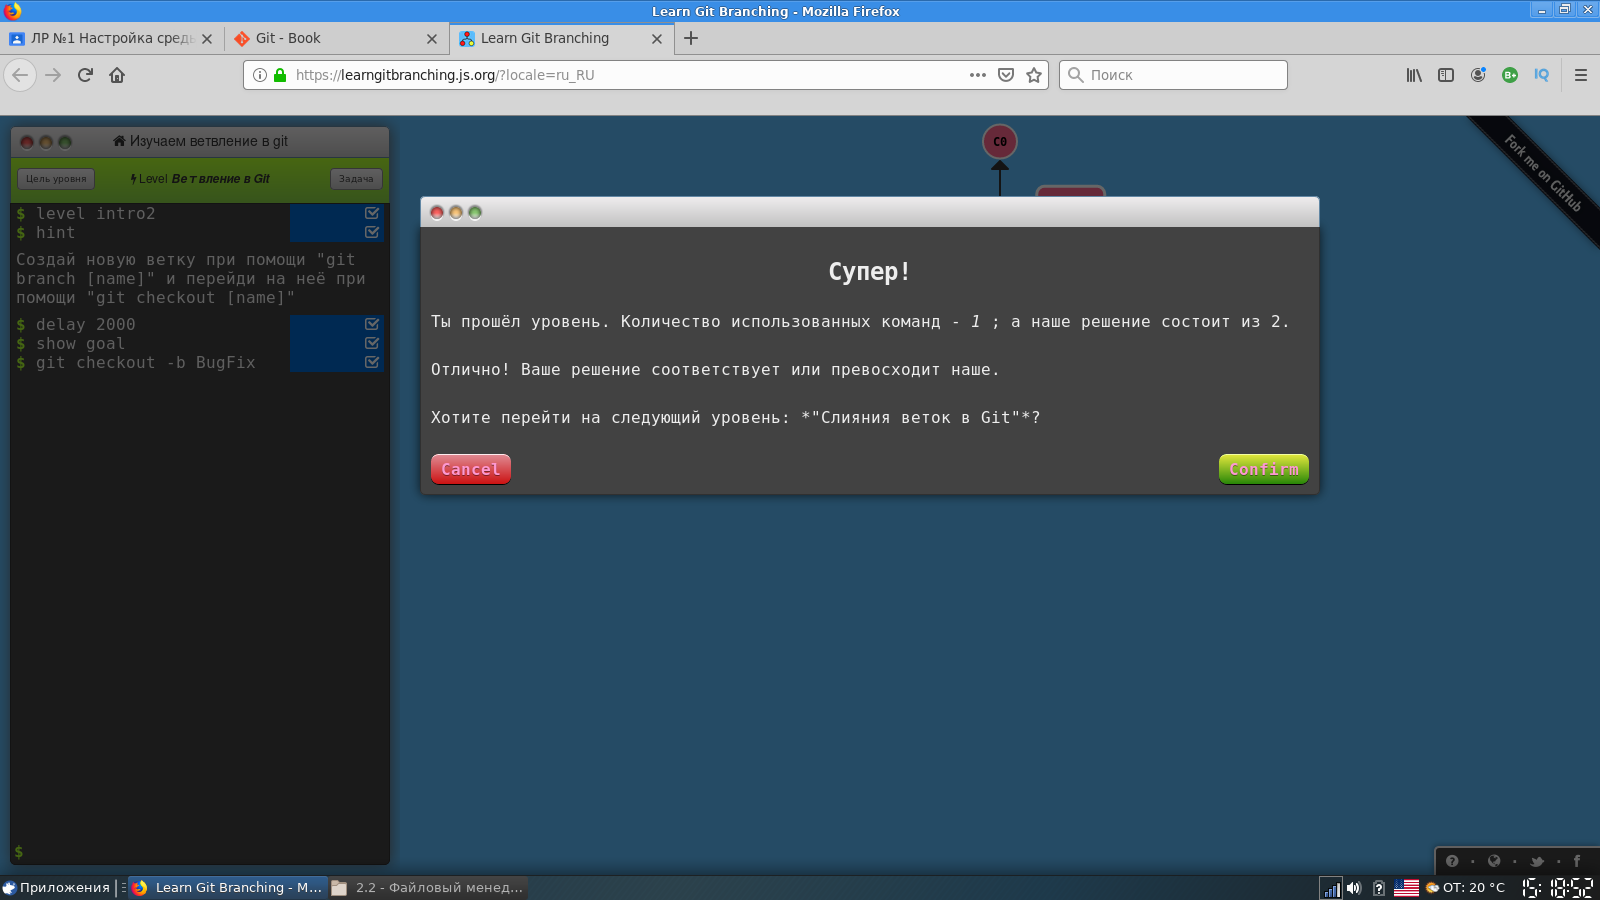 Learn Git Branching - Mozilla Firefox
ЛР №1 Настройка сред
Git - Book
Learn Git Branching
https://learngitbranching.js.org/?locale=ru_RU
Поиск
B+
IQ
Изучаем ветвление в git
Цель уровня
Level Ветвление в Git
Задача
$ level intro2
$ hint
Создай новую ветку при помощи "git
branch [name]" и перейди на неё при
помощи "git checkout [name]"
$ delay 2000
$ show goal
$ git checkout -b BugFix
$
C0
Fork me on GitHub
Супер!
Ты прошёл уровень. Количество использованных команд - 1 ; а наше решение состоит из 2.
Отлично! Ваше решение соответствует или превосходит наше.
Хотите перейти на следующий уровень: *"Слияния веток в Git"*?
Cancel
Confirm
Приложения
Learn Git Branching - M...
2.2 - Файловый менед...
ОТ: 20 °C
15:18:52